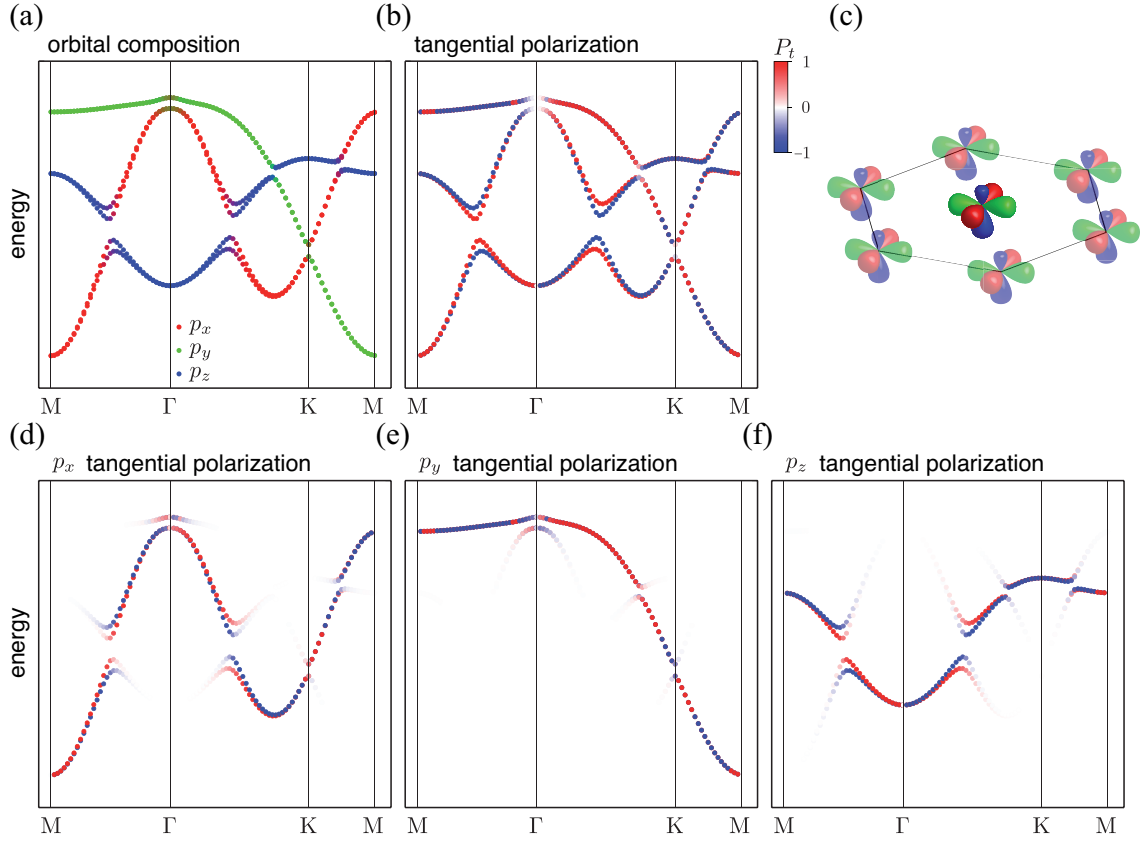 (a)
orbital composition
energy
p_x
p_y
p_z
M Γ K M
(b)
tangential polarization
P_t
1
0
−1
M Γ K M
(c)
(d)
p_x tangential polarization
energy
M Γ K M
(e)
p_y tangential polarization
M Γ K M
(f)
p_z tangential polarization
M Γ K M